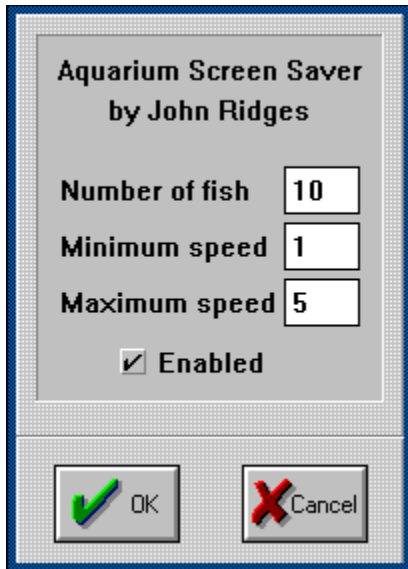 Aquarium Screen Saver
by John Ridges
Number of fish 10
Minimum speed 1
Maximum speed 5
Enabled
OK Cancel